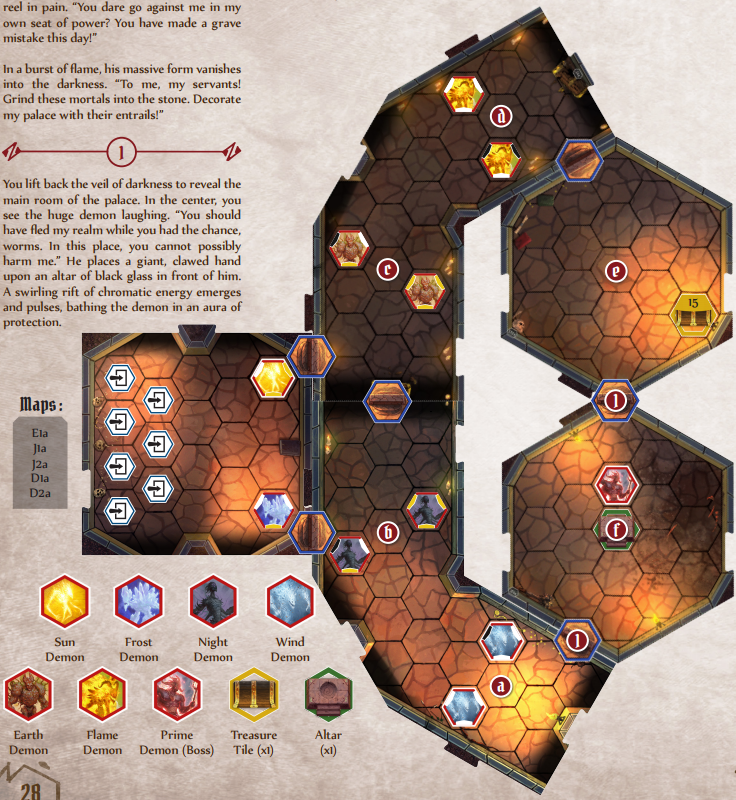 reel in pain. “You dare go against me in my
own seat of power? You have made a grave
mistake this day!”
In a burst of flame, his massive form vanishes
into the darkness. “To me, my servants!
Grind these mortals into the stone. Decorate
my palace with their entrails!”
1
You lift back the veil of darkness to reveal the
main room of the palace. In the center, you
see the huge demon laughing. “You should
have fled my realm while you had the chance,
worms. In this place, you cannot possibly
harm me.” He places a giant, clawed hand
upon an altar of black glass in front of him.
A swirling rift of chromatic energy emerges
and pulses, bathing the demon in an aura of
protection.
Maps:
E1a
J1a
J2a
D1a
D2a
d
c
e
15
1
b
f
1
a
Sun
Demon
Frost
Demon
Night
Demon
Wind
Demon
Earth
Demon
Flame
Demon
Prime
Demon (Boss)
Treasure
Tile (x1)
Altar
(x1)
28